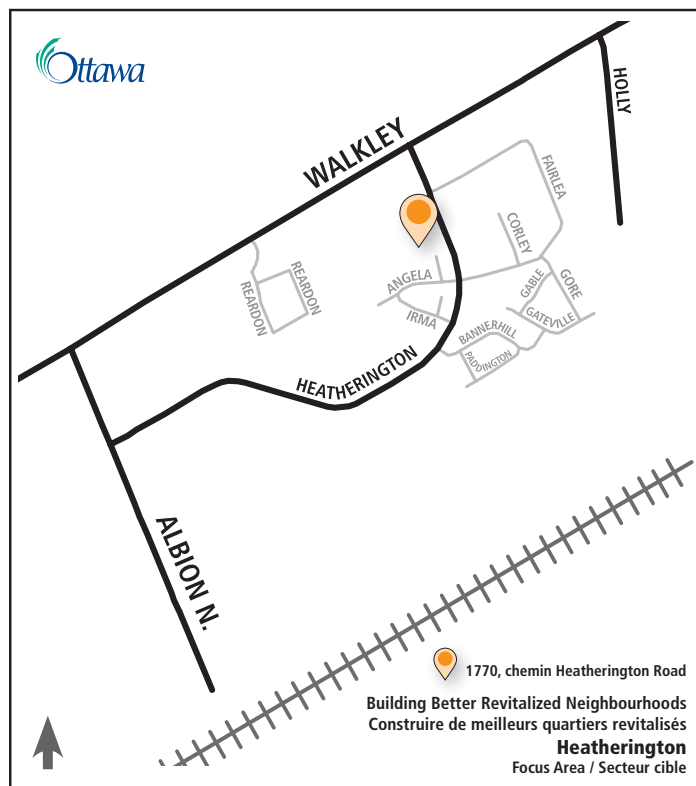 Ottawa
WALKLEY
HOLLY
FAIRLEA
CORLEY
REARDON
REARDON
ANGELA
GABLE
GORE
IRMA
GATEVILLE
BANNERHILL
PADDINGTON
HEATHERINGTON
ALBION N.
1770, chemin Heatherington Road
Building Better Revitalized Neighbourhoods
Construire de meilleurs quartiers revitalisés
Heatherington
Focus Area / Secteur cible